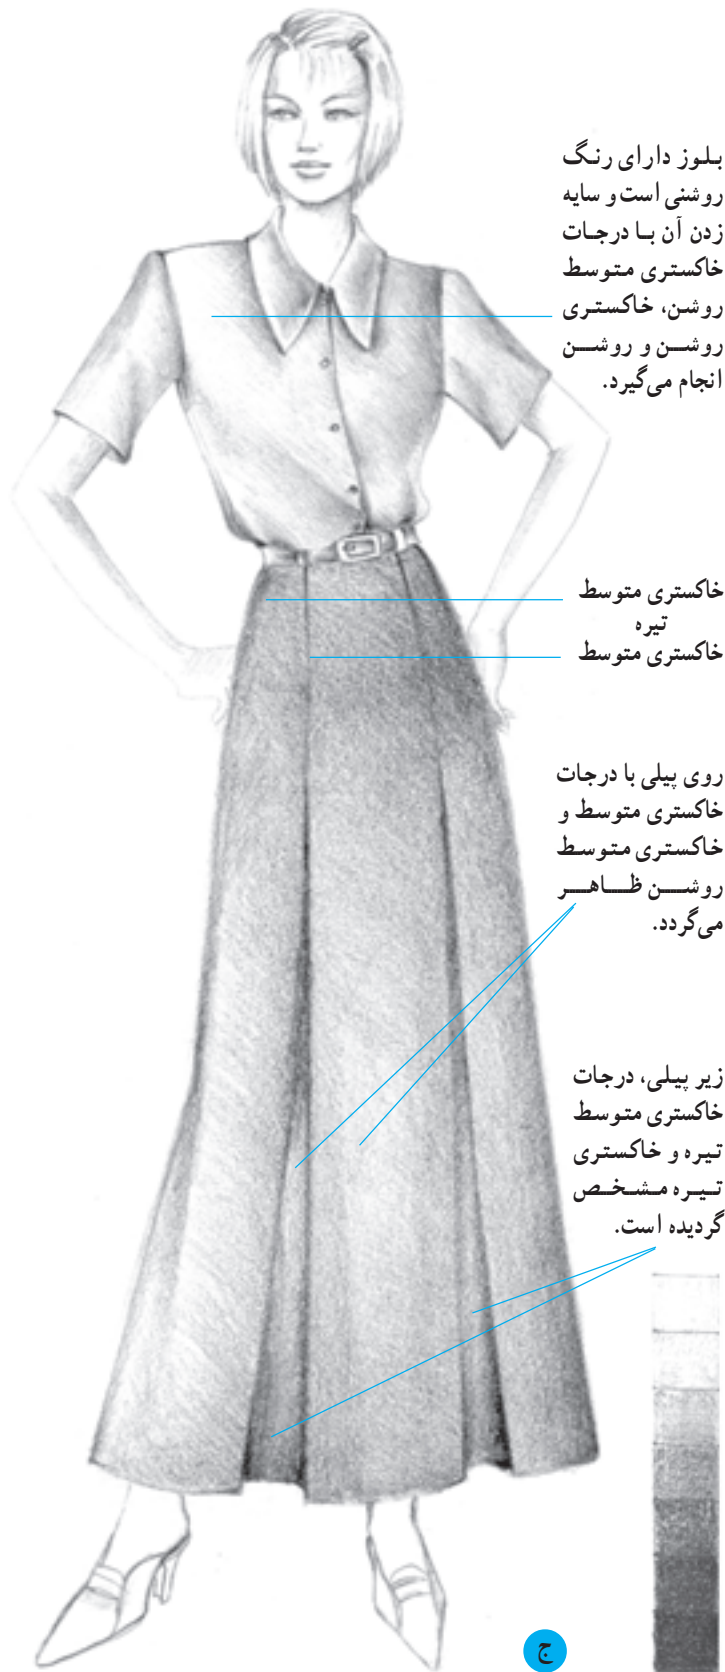 بلوز دارای رنگ
روشنی است و سایه
زدن آن با درجات
خاکستری متوسط
روشن، خاکستری
روشن و روشن
انجام می‌گیرد.
خاکستری متوسط
تیره
خاکستری متوسط
روی پیلی با درجات
خاکستری متوسط و
خاکستری متوسط
روشن ظاهر
می‌گردد.
زیر پیلی، درجات
خاکستری متوسط
تیره و خاکستری
تیره مشخص
گردیده است.
ج